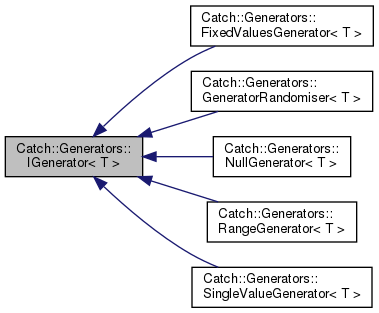 Catch::Generators::
FixedValuesGenerator< T >
Catch::Generators::
GeneratorRandomiser< T >
Catch::Generators::
IGenerator< T >
Catch::Generators::
NullGenerator< T >
Catch::Generators::
RangeGenerator< T >
Catch::Generators::
SingleValueGenerator< T >